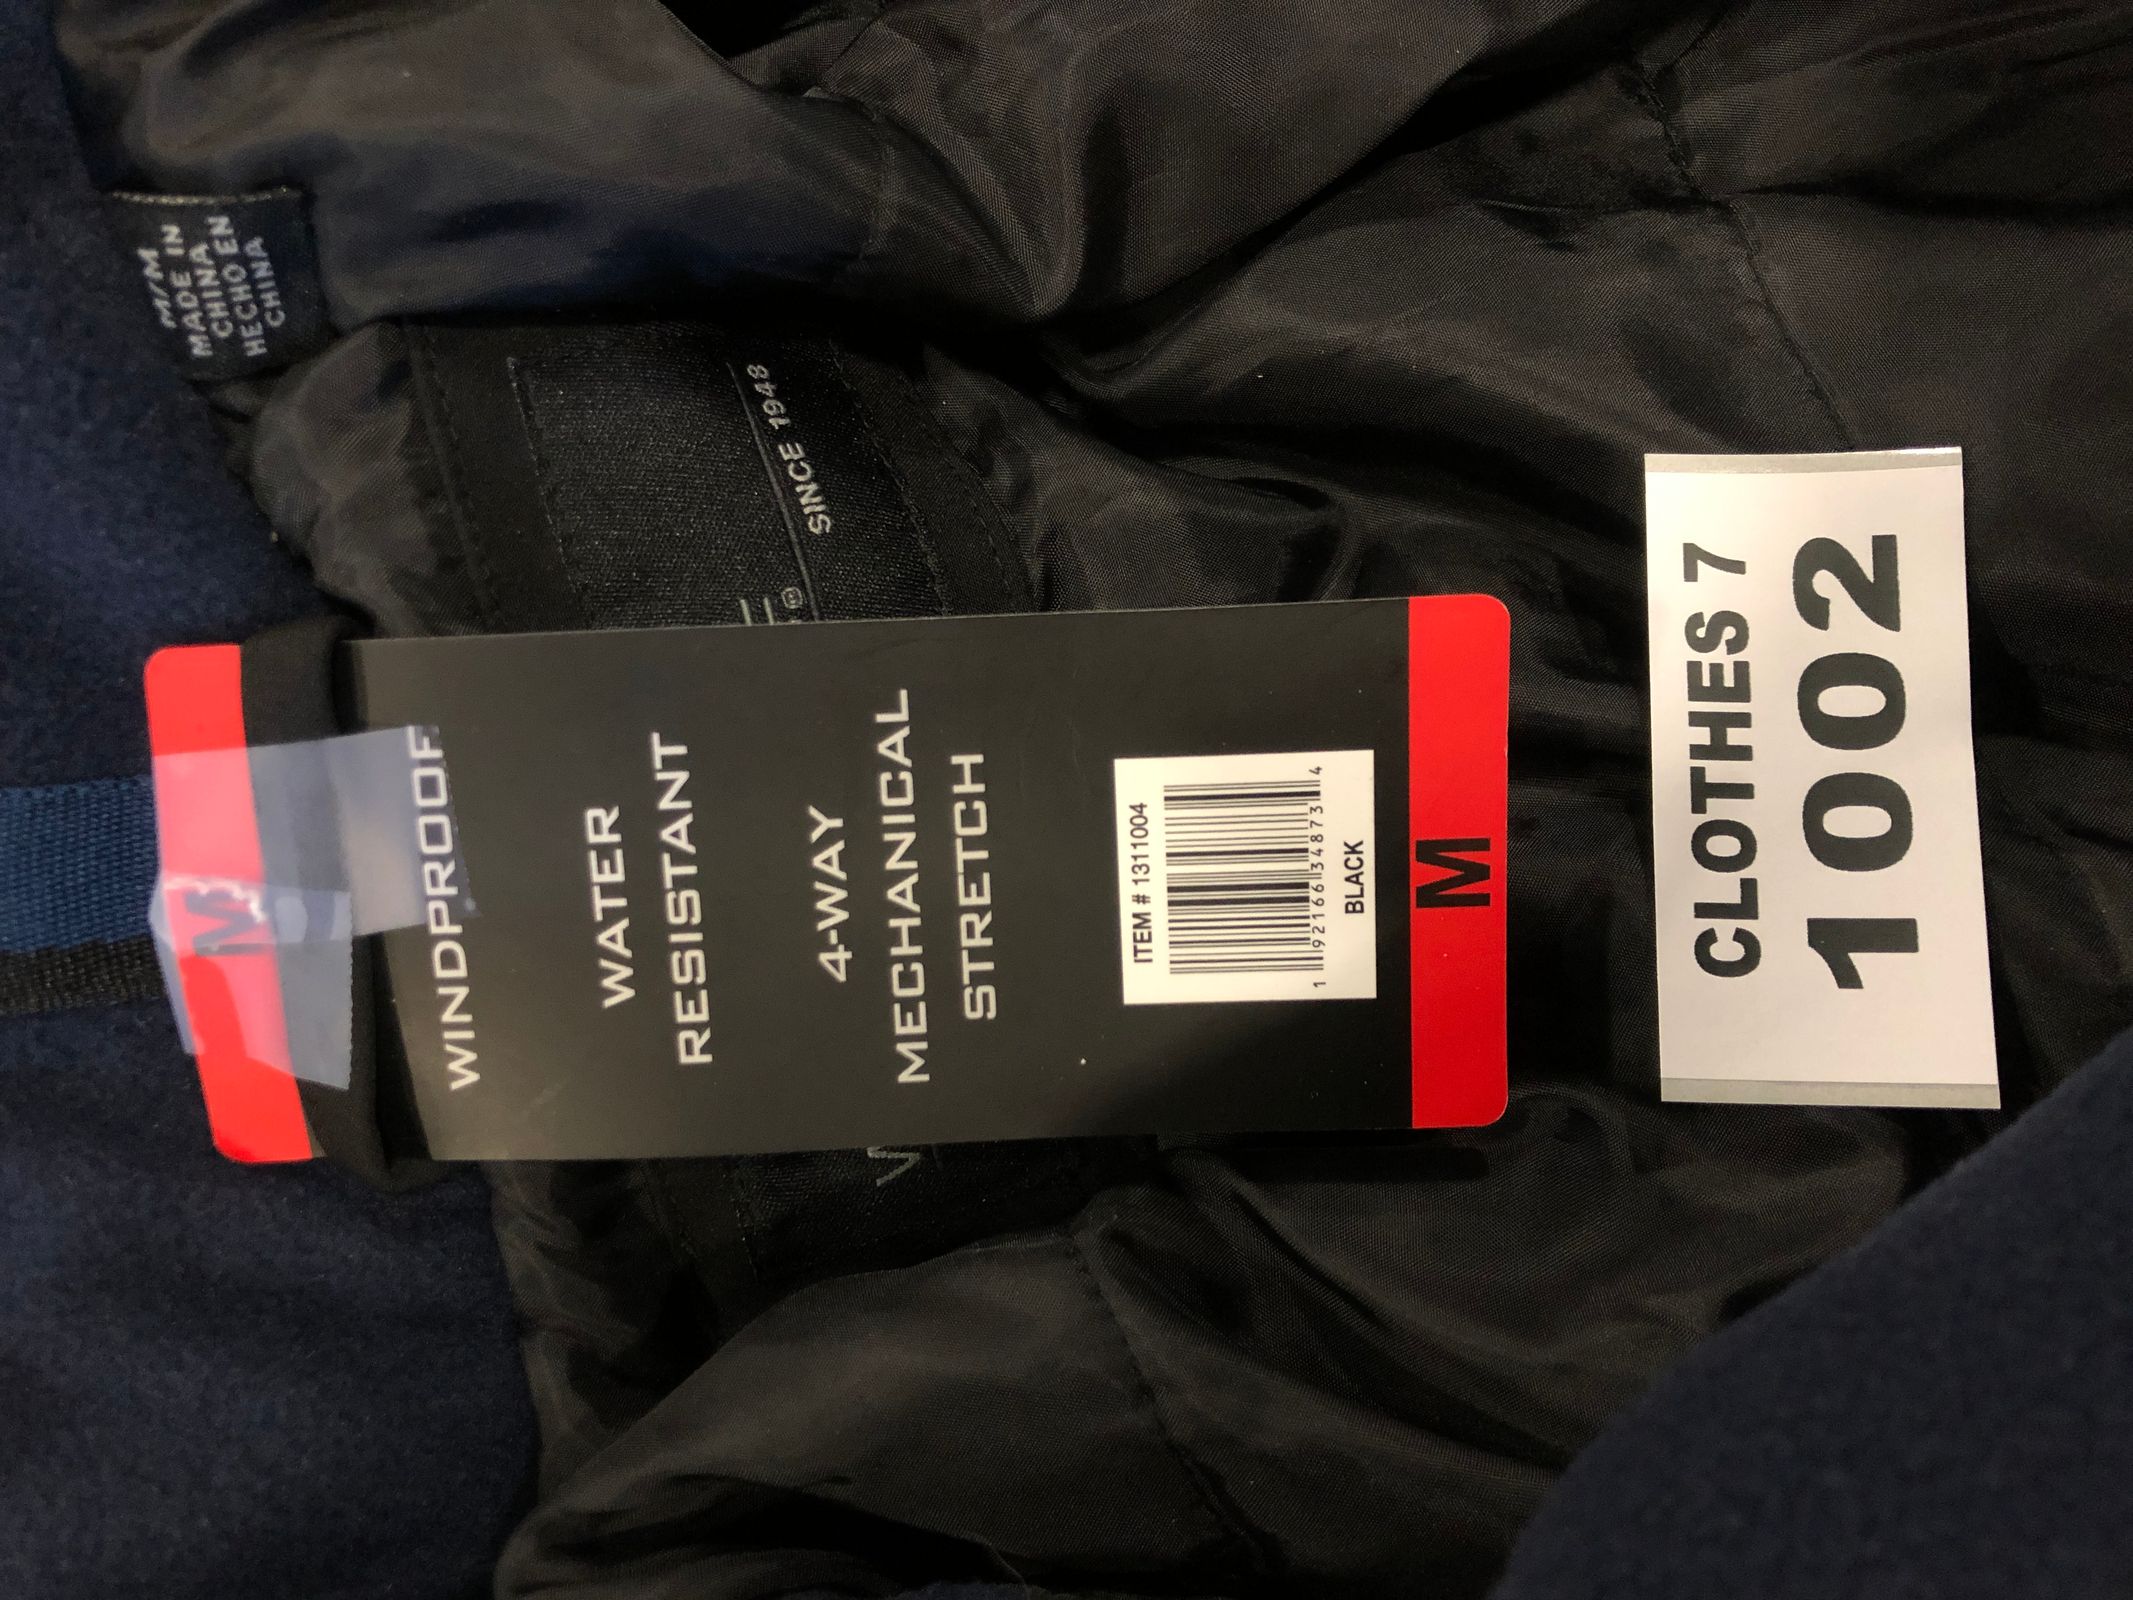 M/M
MADE IN
CHINA
HECHO EN
CHINA
SINCE 1948
M
WINDPROOF
WATER
RESISTANT
4-WAY
MECHANICAL
STRETCH
ITEM # 1311004
1 92166 34873 4
BLACK
M
CLOTHES 7
1002